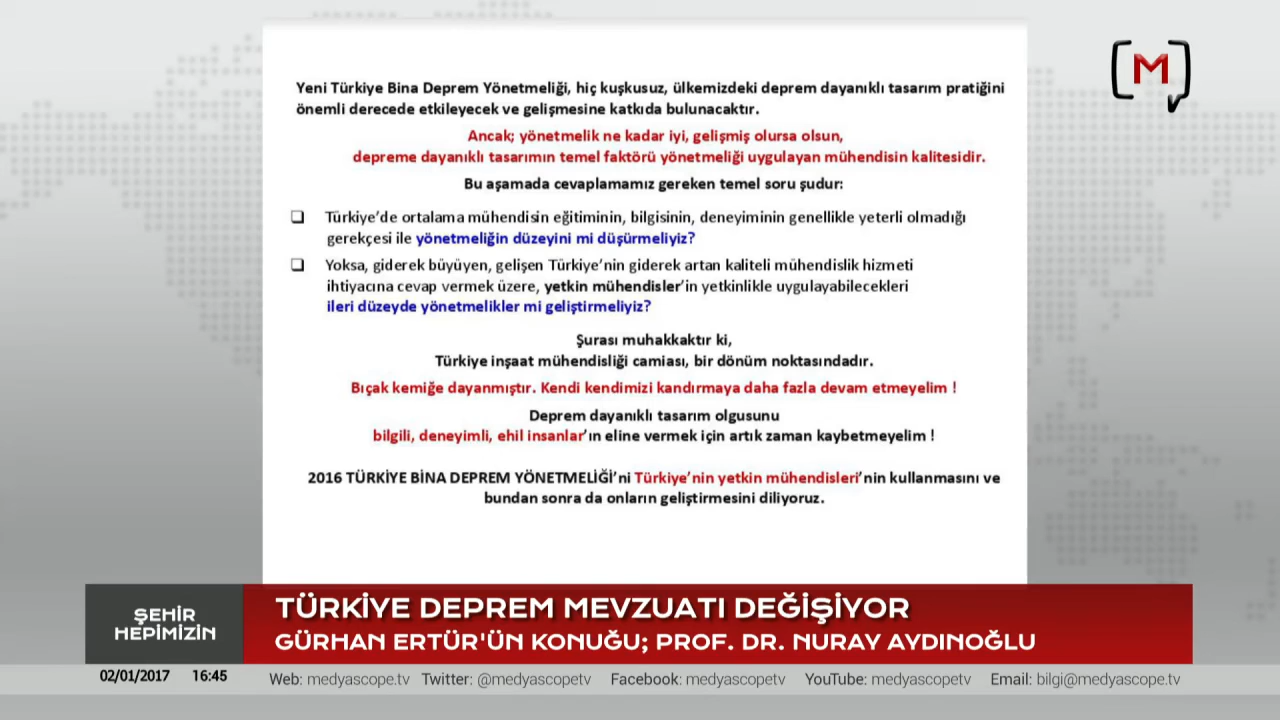 M
Yeni Türkiye Bina Deprem Yönetmeliği, hiç kuşkusuz, ülkemizdeki deprem dayanıklı tasarım pratiğini
önemli derecede etkileyecek ve gelişmesine katkıda bulunacaktır.
Ancak; yönetmelik ne kadar iyi, gelişmiş olursa olsun,
depreme dayanıklı tasarımın temel faktörü yönetmeliği uygulayan mühendisin kalitesidir.
Bu aşamada cevaplamamız gereken temel soru şudur:
❑ Türkiye'de ortalama mühendisin eğitiminin, bilgisinin, deneyiminin genellikle yeterli olmadığı
gerekçesi ile yönetmeliğin düzeyini mi düşürmeliyiz?
❑ Yoksa, giderek büyüyen, gelişen Türkiye'nin giderek artan kaliteli mühendislik hizmeti
ihtiyacına cevap vermek üzere, yetkin mühendisler'in yetkinlikle uygulayabilecekleri
ileri düzeyde yönetmelikler mi geliştirmeliyiz?
Şurası muhakkaktır ki,
Türkiye inşaat mühendisliği camiası, bir dönüm noktasındadır.
Bıçak kemiğe dayanmıştır. Kendi kendimizi kandırmaya daha fazla devam etmeyelim !
Deprem dayanıklı tasarım olgusunu
bilgili, deneyimli, ehil insanlar'ın eline vermek için artık zaman kaybetmeyelim !
2016 TÜRKİYE BİNA DEPREM YÖNETMELİĞİ'ni Türkiye'nin yetkin mühendisleri'nin kullanmasını ve
bundan sonra da onların geliştirmesini diliyoruz.
ŞEHİR
HEPİMİZİN
TÜRKİYE DEPREM MEVZUATI DEĞİŞİYOR
GÜRHAN ERTÜR'ÜN KONUĞU; PROF. DR. NURAY AYDINOĞLU
02/01/2017 16:45 Web: medyascope.tv Twitter: @medyascopetv Facebook: medyascopetv YouTube: medyascopetv Email: bilgi@medyascope.tv